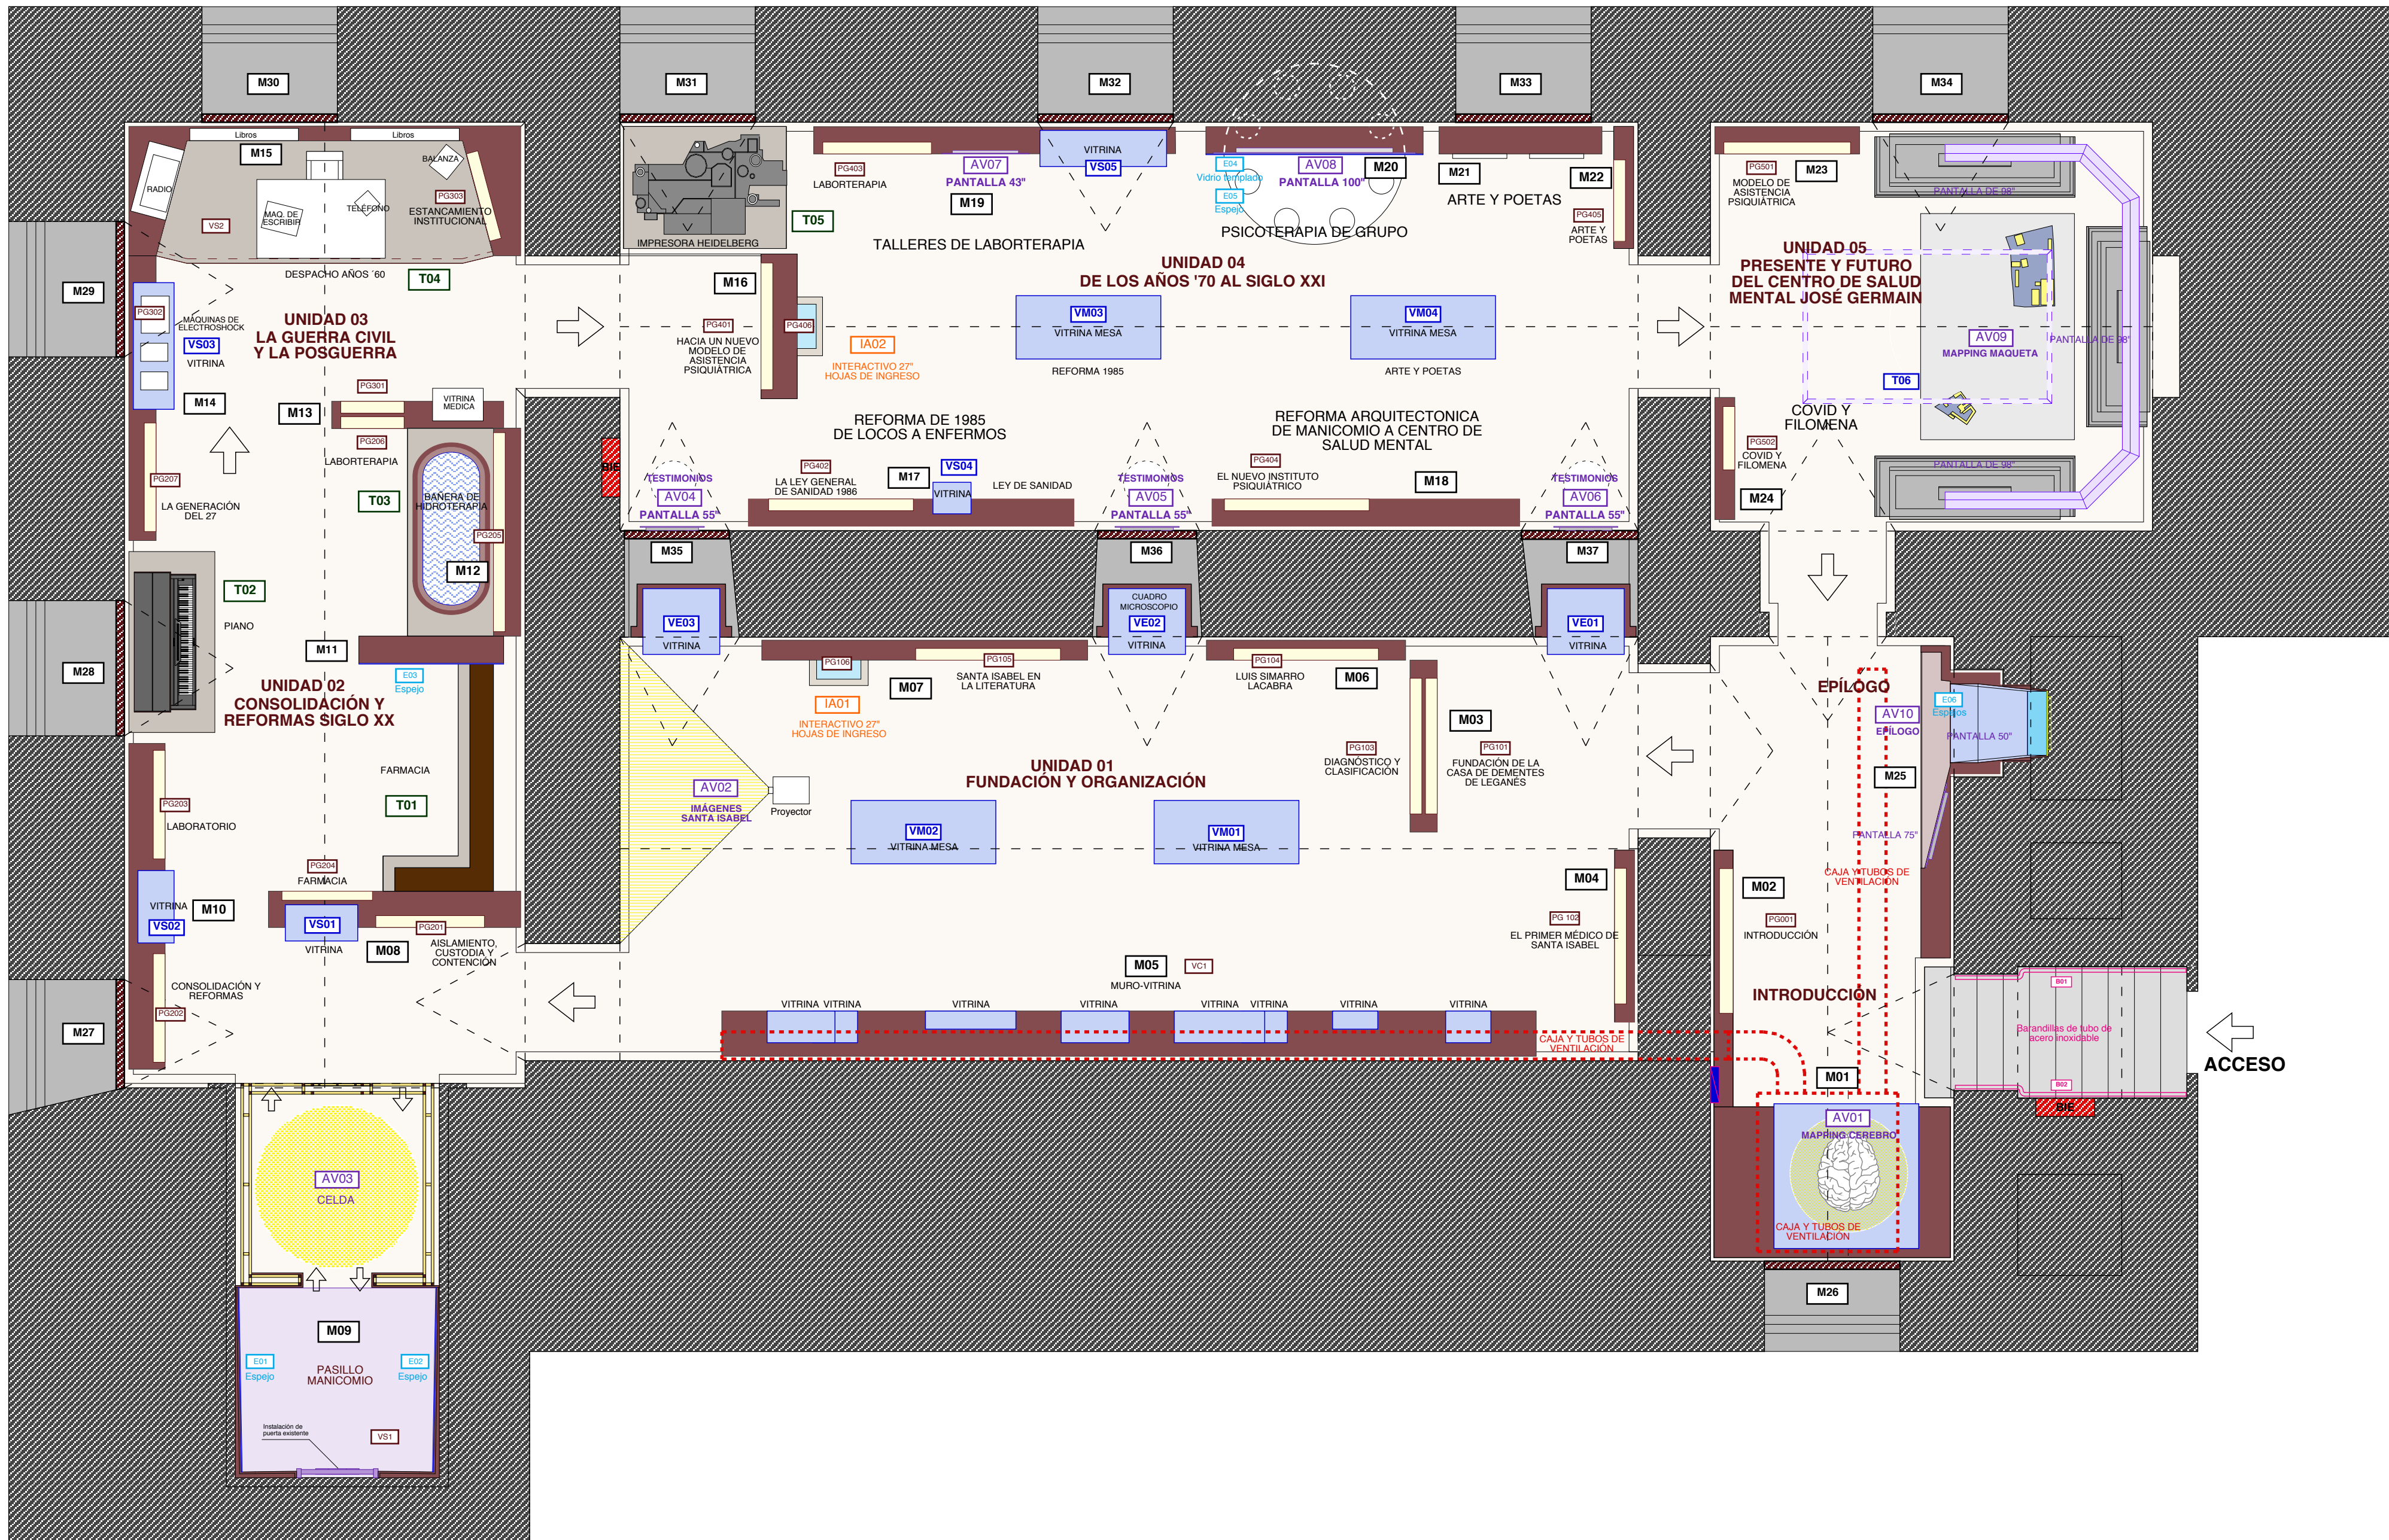 M30
M31
M32
M33
M34
Libros
Libros
M15
RADIO
BALANZA
MAQ. DE
ESCRIBIR
TELÉFONO
PG303
ESTANCAMIENTO
INSTITUCIONAL
VS2
DESPACHO AÑOS ´60
T04
M29
PG302
MÁQUINAS DE
ELECTROSHOCK
VS03
VITRINA
UNIDAD 03
LA GUERRA CIVIL
Y LA POSGUERRA
M14
M13
PG301
VITRINA
MEDICA
PG206
LABORTERAPIA
PG207
LA GENERACIÓN
DEL 27
T03
BAÑERA DE
HIDROTERAPIA
PG205
M12
IMPRESORA HEIDELBERG
T05
PG403
LABORTERAPIA
AV07
PANTALLA 43"
M19
TALLERES DE LABORTERAPIA
VITRINA
VS05
E04
Vidrio templado
E05
Espejo
AV08
PANTALLA 100"
M20
PSICOTERAPIA DE GRUPO
M21
ARTE Y POETAS
M22
PG405
ARTE Y
POETAS
UNIDAD 04
DE LOS AÑOS '70 AL SIGLO XXI
M16
PG401
HACIA UN NUEVO
MODELO DE
ASISTENCIA
PSIQUIÁTRICA
PG406
IA02
INTERACTIVO 27"
HOJAS DE INGRESO
VM03
VITRINA MESA
REFORMA 1985
VM04
VITRINA MESA
ARTE Y POETAS
REFORMA DE 1985
DE LOCOS A ENFERMOS
REFORMA ARQUITECTONICA
DE MANICOMIO A CENTRO DE
SALUD MENTAL
BIE
TESTIMONIOS
AV04
PANTALLA 55"
PG402
LA LEY GENERAL
DE SANIDAD 1986
M17
VS04
VITRINA
LEY DE SANIDAD
TESTIMONIOS
AV05
PANTALLA 55"
PG404
EL NUEVO INSTITUTO
PSIQUIÁTRICO
M18
TESTIMONIOS
AV06
PANTALLA 55"
PG501
MODELO DE
ASISTENCIA
PSIQUIÁTRICA
M23
PANTALLA DE 98"
UNIDAD 05
PRESENTE Y FUTURO
DEL CENTRO DE SALUD
MENTAL JOSÉ GERMAIN
AV09
MAPPING MAQUETA
PANTALLA DE 98"
T06
COVID Y
FILOMENA
PG502
COVID Y
FILOMENA
M24
PANTALLA DE 98"
M35
M36
M37
VE03
VITRINA
CUADRO
MICROSCOPIO
VE02
VITRINA
VE01
VITRINA
T02
PIANO
M28
M11
E03
Espejo
UNIDAD 02
CONSOLIDACIÓN Y
REFORMAS SIGLO XX
FARMACIA
T01
PG203
LABORATORIO
PG204
FARMACIA
VITRINA
VS02
M10
VS01
VITRINA
M08
PG201
AISLAMIENTO,
CUSTODIA Y
CONTENCIÓN
CONSOLIDACIÓN Y
REFORMAS
PG202
M27
PG106
IA01
INTERACTIVO 27"
HOJAS DE INGRESO
M07
PG105
SANTA ISABEL EN
LA LITERATURA
PG104
LUIS SIMARRO
LACABRA
M06
M03
PG103
DIAGNÓSTICO Y
CLASIFICACIÓN
PG101
FUNDACIÓN DE LA
CASA DE DEMENTES
DE LEGANÉS
UNIDAD 01
FUNDACIÓN Y ORGANIZACIÓN
AV02
IMÁGENES
SANTA ISABEL
Proyector
VM02
VITRINA MESA
VM01
VITRINA MESA
M04
PG 102
EL PRIMER MÉDICO DE
SANTA ISABEL
M05
VC1
MURO-VITRINA
VITRINA
VITRINA
VITRINA
VITRINA
VITRINA
VITRINA
VITRINA
VITRINA
CAJA Y TUBOS DE
VENTILACIÓN
EPÍLOGO
AV10
EPÍLOGO
E06
Espejos
PANTALLA 50"
M25
PANTALLA 75"
CAJA Y TUBOS DE
VENTILACIÓN
M02
PG001
INTRODUCCIÓN
INTRODUCCIÓN
B01
Barandillas de tubo de
acero inoxidable
B02
BIE
ACCESO
M01
AV01
MAPPING CEREBRO
CAJA Y TUBOS DE
VENTILACIÓN
M26
AV03
CELDA
M09
E01
Espejo
E02
Espejo
PASILLO
MANICOMIO
Instalación de
puerta existente
VS1